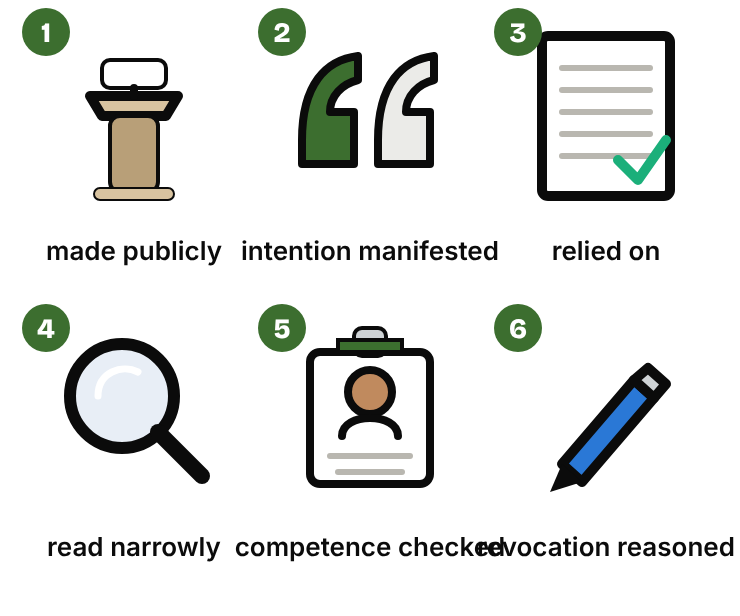 1
2
3
made publicly
intention manifested
relied on
4
5
6
read narrowly
competence checked
revocation reasoned